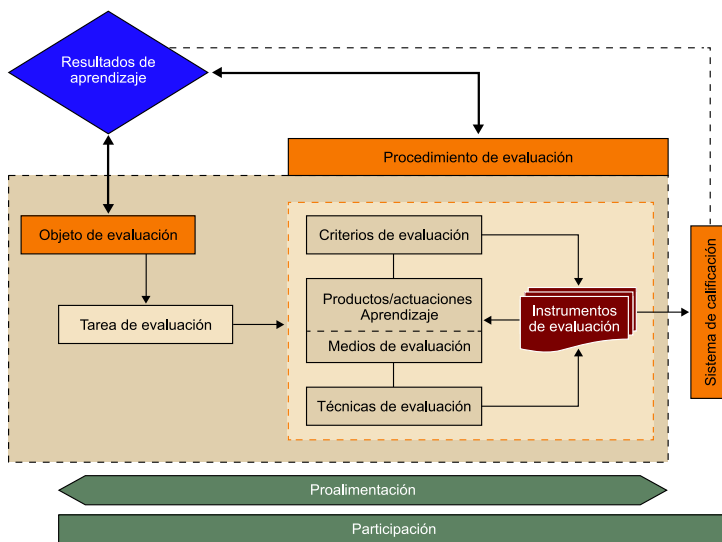 Resultados de
aprendizaje
Procedimiento de evaluación
Objeto de evaluación
Criterios de evaluación
Tarea de evaluación
Productos/actuaciones
Aprendizaje
Medios de evaluación
Instrumentos
de evaluación
Técnicas de evaluación
Sistema de calificación
Proalimentación
Participación